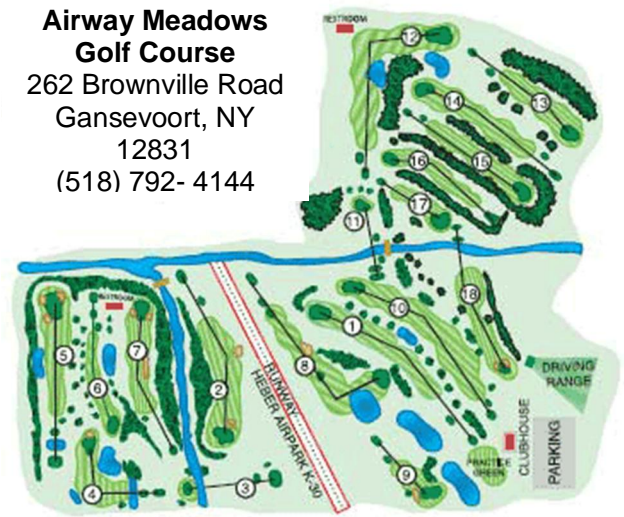 Airway Meadows
Golf Course
262 Brownville Road
Gansevoort, NY
12831
(518) 792- 4144
RESTROOM
12
13
14
15
16
17
11
10
18
1
RESTROOM
5
6
7
2
8
RUNWAY
HEBER AIRPARK K-30
DRIVING
RANGE
CLUBHOUSE
PARKING
PRACTICE
GREEN
9
4
3